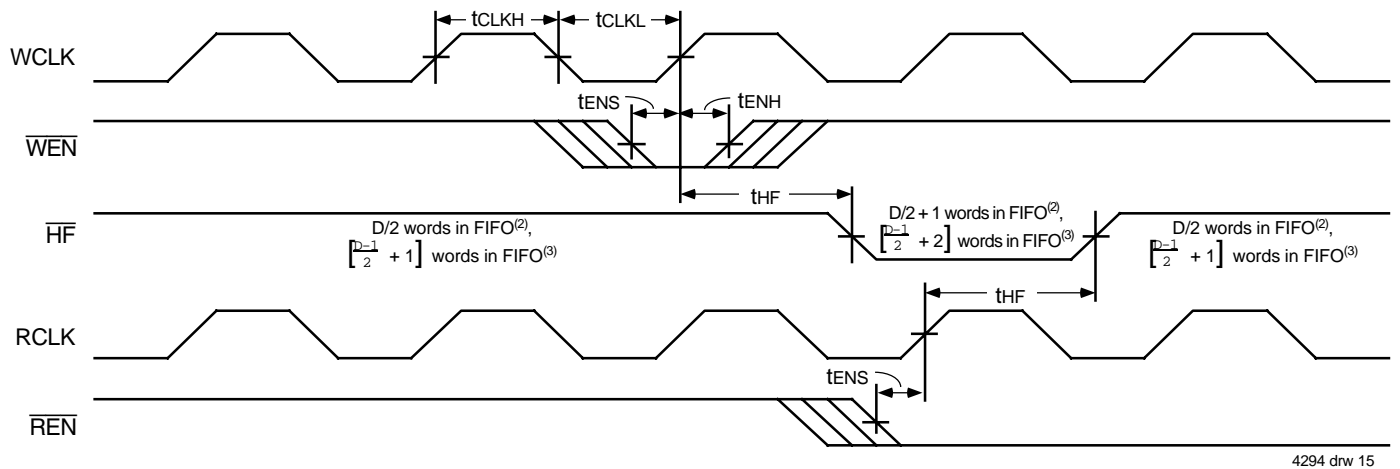 tCLKH
tCLKL
WCLK
tENS
tENH
WEN
tHF
HF
D/2 words in FIFO(2),
[D-1/2 + 1] words in FIFO(3)
D/2 + 1 words in FIFO(2),
[D-1/2 + 2] words in FIFO(3)
D/2 words in FIFO(2),
[D-1/2 + 1] words in FIFO(3)
tHF
RCLK
tENS
REN
4294 drw 15